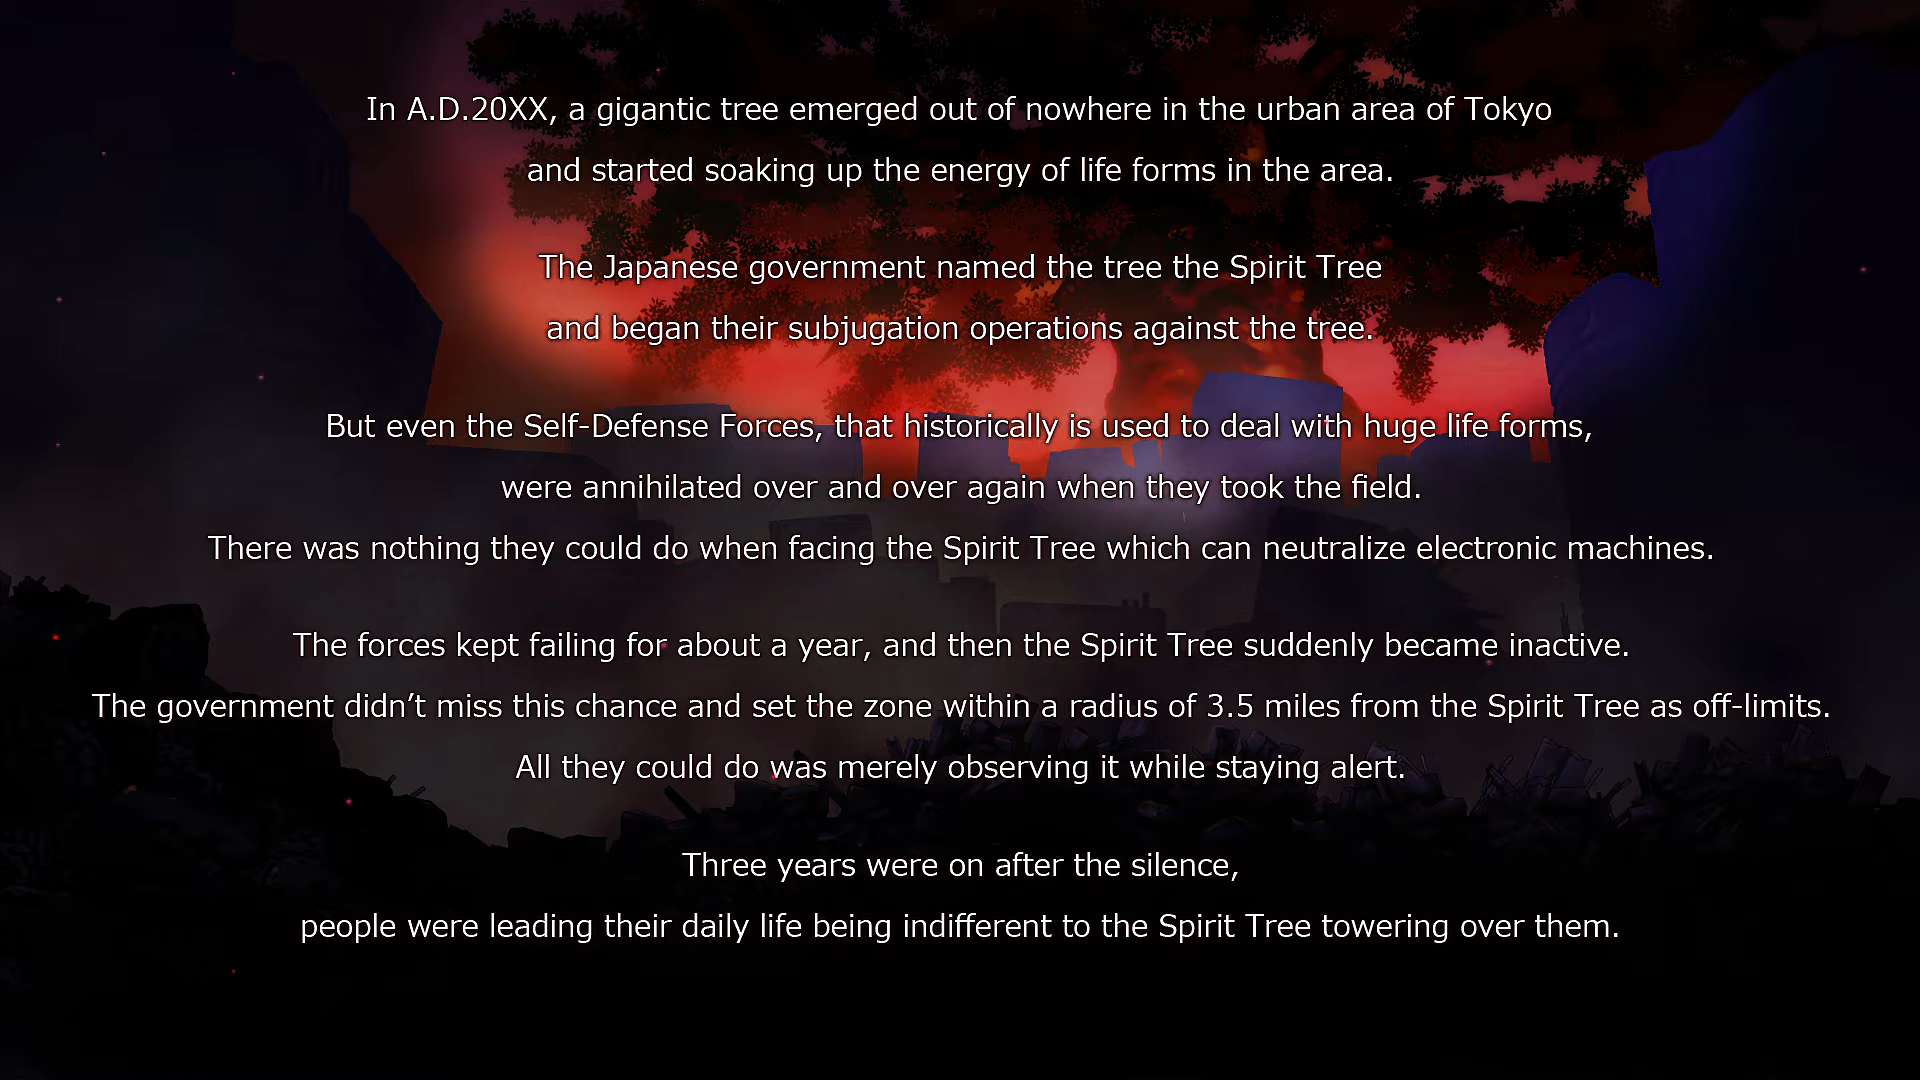 In A.D.20XX, a gigantic tree emerged out of nowhere in the urban area of Tokyo
and started soaking up the energy of life forms in the area.
The Japanese government named the tree the Spirit Tree
and began their subjugation operations against the tree.
But even the Self-Defense Forces, that historically is used to deal with huge life forms,
were annihilated over and over again when they took the field.
There was nothing they could do when facing the Spirit Tree which can neutralize electronic machines.
The forces kept failing for about a year, and then the Spirit Tree suddenly became inactive.
The government didn’t miss this chance and set the zone within a radius of 3.5 miles from the Spirit Tree as off-limits.
All they could do was merely observing it while staying alert.
Three years were on after the silence,
people were leading their daily life being indifferent to the Spirit Tree towering over them.